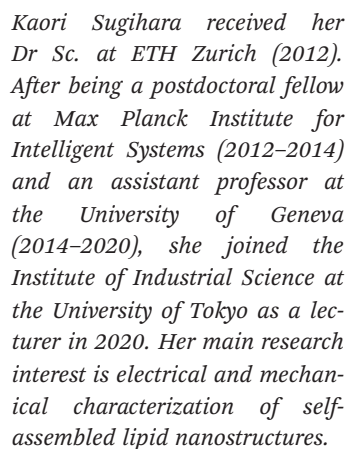 Kaori Sugihara received her
Dr Sc. at ETH Zurich (2012).
After being a postdoctoral fellow
at Max Planck Institute for
Intelligent Systems (2012–2014)
and an assistant professor at
the University of Geneva
(2014–2020), she joined the
Institute of Industrial Science at
the University of Tokyo as a lec-
turer in 2020. Her main research
interest is electrical and mechan-
ical characterization of self-
assembled lipid nanostructures.